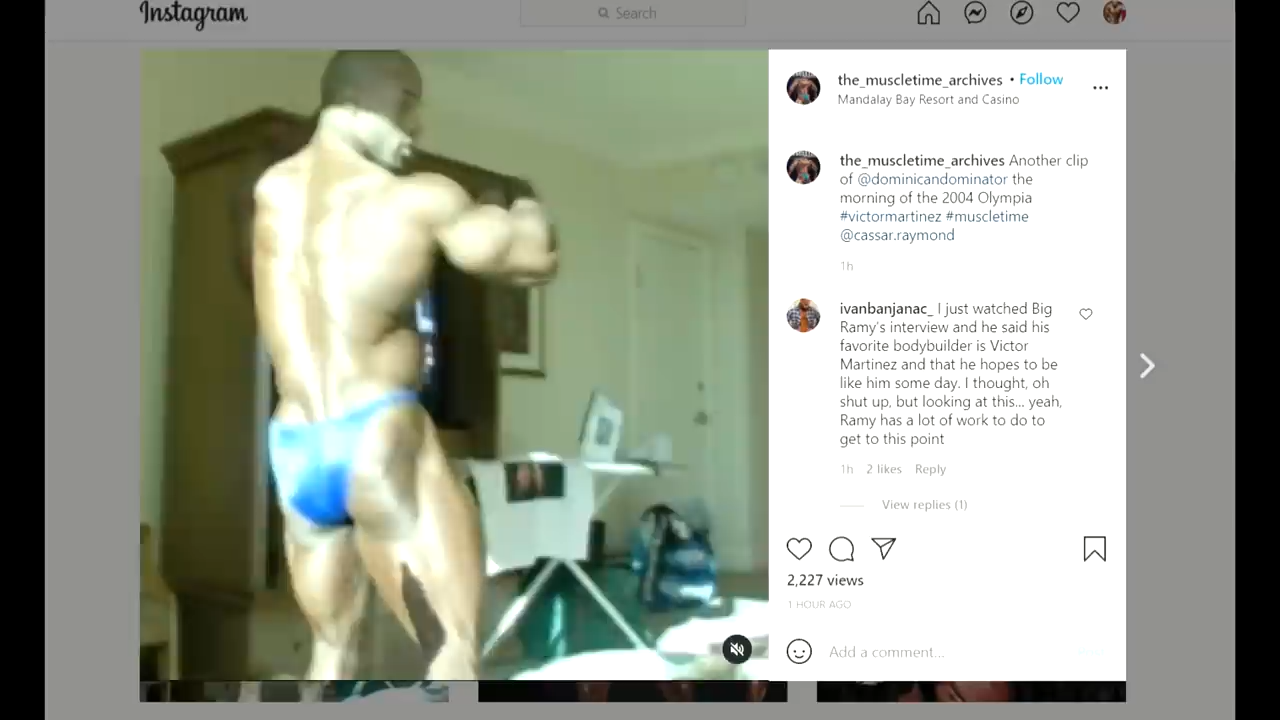 Instagram
Search
the_muscletime_archives • Follow
Mandalay Bay Resort and Casino
the_muscletime_archives Another clip
of @dominicandominator the
morning of the 2004 Olympia
#victormartinez #muscletime
@cassar.raymond
1h
ivanbanjanac_ I just watched Big
Ramy's interview and he said his
favorite bodybuilder is Victor
Martinez and that he hopes to be
like him some day. I thought, oh
shut up, but looking at this... yeah,
Ramy has a lot of work to do to
get to this point
1h 2 likes Reply
View replies (1)
2,227 views
1 HOUR AGO
Add a comment...